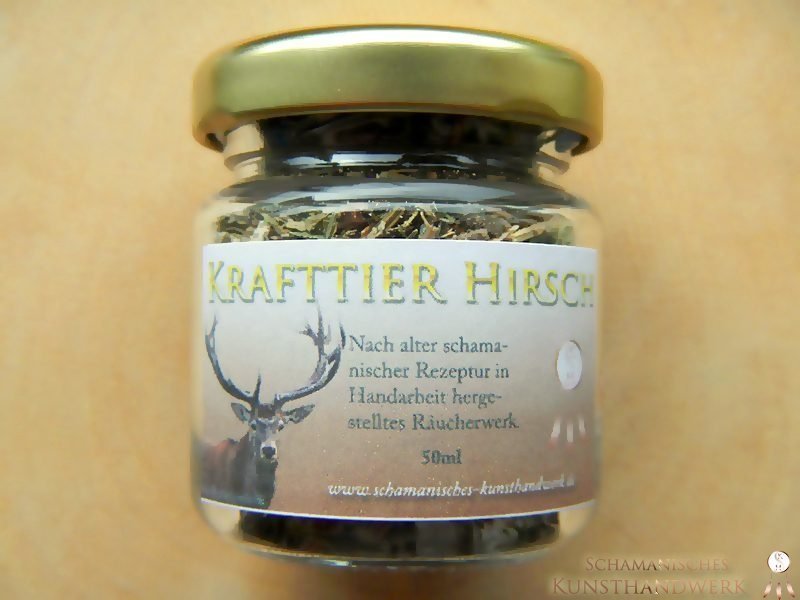 KRAFTTIER HIRSCH
Nach alter schama-
nischer Rezeptur in
Handarbeit herge-
stelltes Räucherwerk
50ml
www.schamanisches-kunsthandwerk.de
SCHAMANISCHES
KUNSTHANDWERK